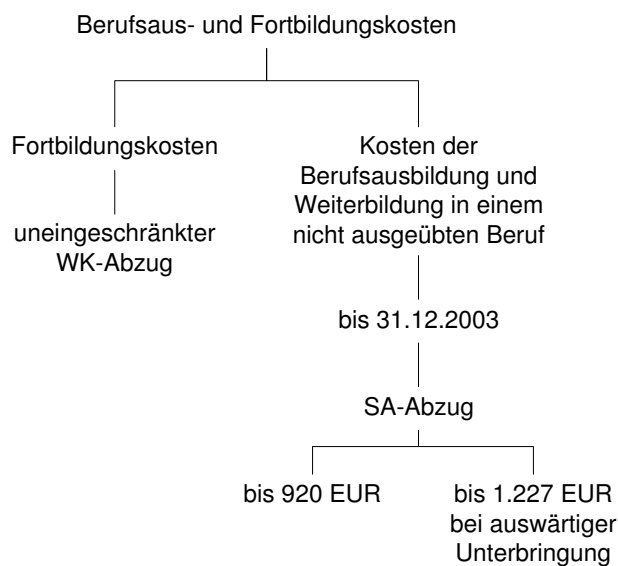 Berufsaus- und Fortbildungskosten
Fortbildungskosten
uneingeschränkter
WK-Abzug
Kosten der
Berufsausbildung und
Weiterbildung in einem
nicht ausgeübten Beruf
bis 31.12.2003
SA-Abzug
bis 920 EUR
bis 1.227 EUR
bei auswärtiger
Unterbringung